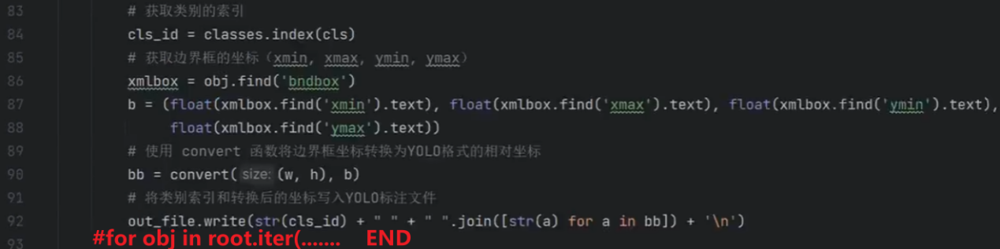 83 # 获取类别的索引
84 cls_id = classes.index(cls)
85 # 获取边界框的坐标（xmin, xmax, ymin, ymax）
86 xmlbox = obj.find('bndbox')
87 b = (float(xmlbox.find('xmin').text), float(xmlbox.find('xmax').text), float(xmlbox.find('ymin').text),
88 float(xmlbox.find('ymax').text))
89 # 使用 convert 函数将边界框坐标转换为YOLO格式的相对坐标
90 bb = convert( size: (w, h), b)
91 # 将类别索引和转换后的坐标写入YOLO标注文件
92 out_file.write(str(cls_id) + " " + " ".join([str(a) for a in bb]) + '\n')
93 #for obj in root.iter(....... END